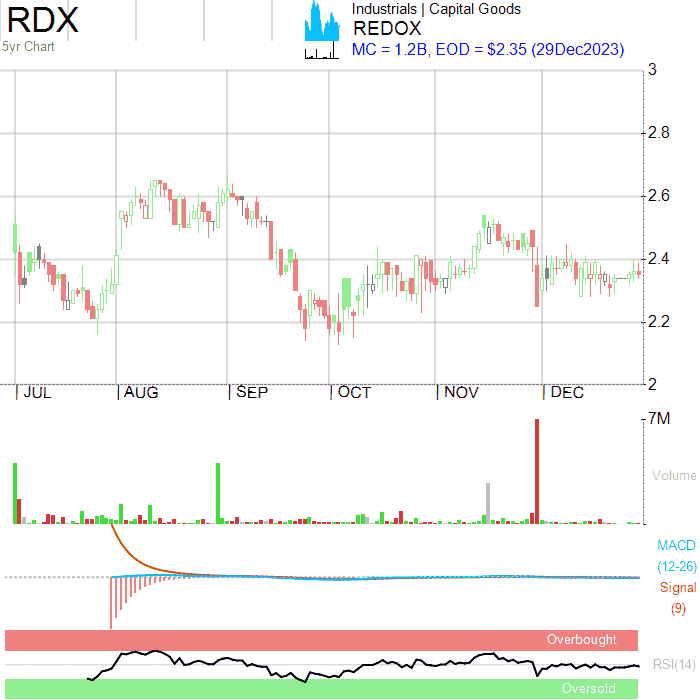 RDX
5yr Chart
Industrials | Capital Goods
REDOX
MC = 1.2B, EOD = $2.35 (29Dec2023)
3
2.8
2.6
2.4
2.2
2
| JUL | AUG | SEP | OCT | NOV | DEC
7M
Volume
MACD
(12-26)
Signal
(9)
Overbought
RSI(14)
Oversold